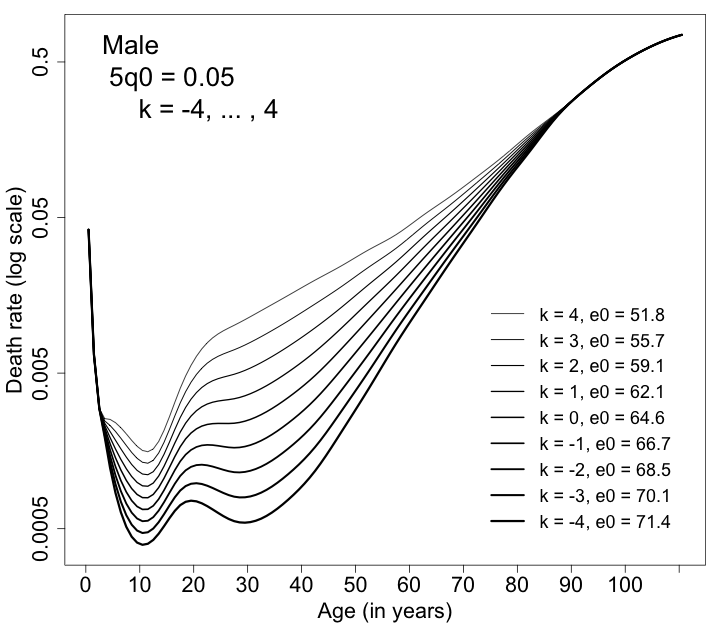 Male
5q0 = 0.05
k = -4, ... , 4
Death rate (log scale)
0.5
0.05
0.005
0.0005
k = 4, e0 = 51.8
k = 3, e0 = 55.7
k = 2, e0 = 59.1
k = 1, e0 = 62.1
k = 0, e0 = 64.6
k = -1, e0 = 66.7
k = -2, e0 = 68.5
k = -3, e0 = 70.1
k = -4, e0 = 71.4
0 10 20 30 40 50 60 70 80 90 100
Age (in years)